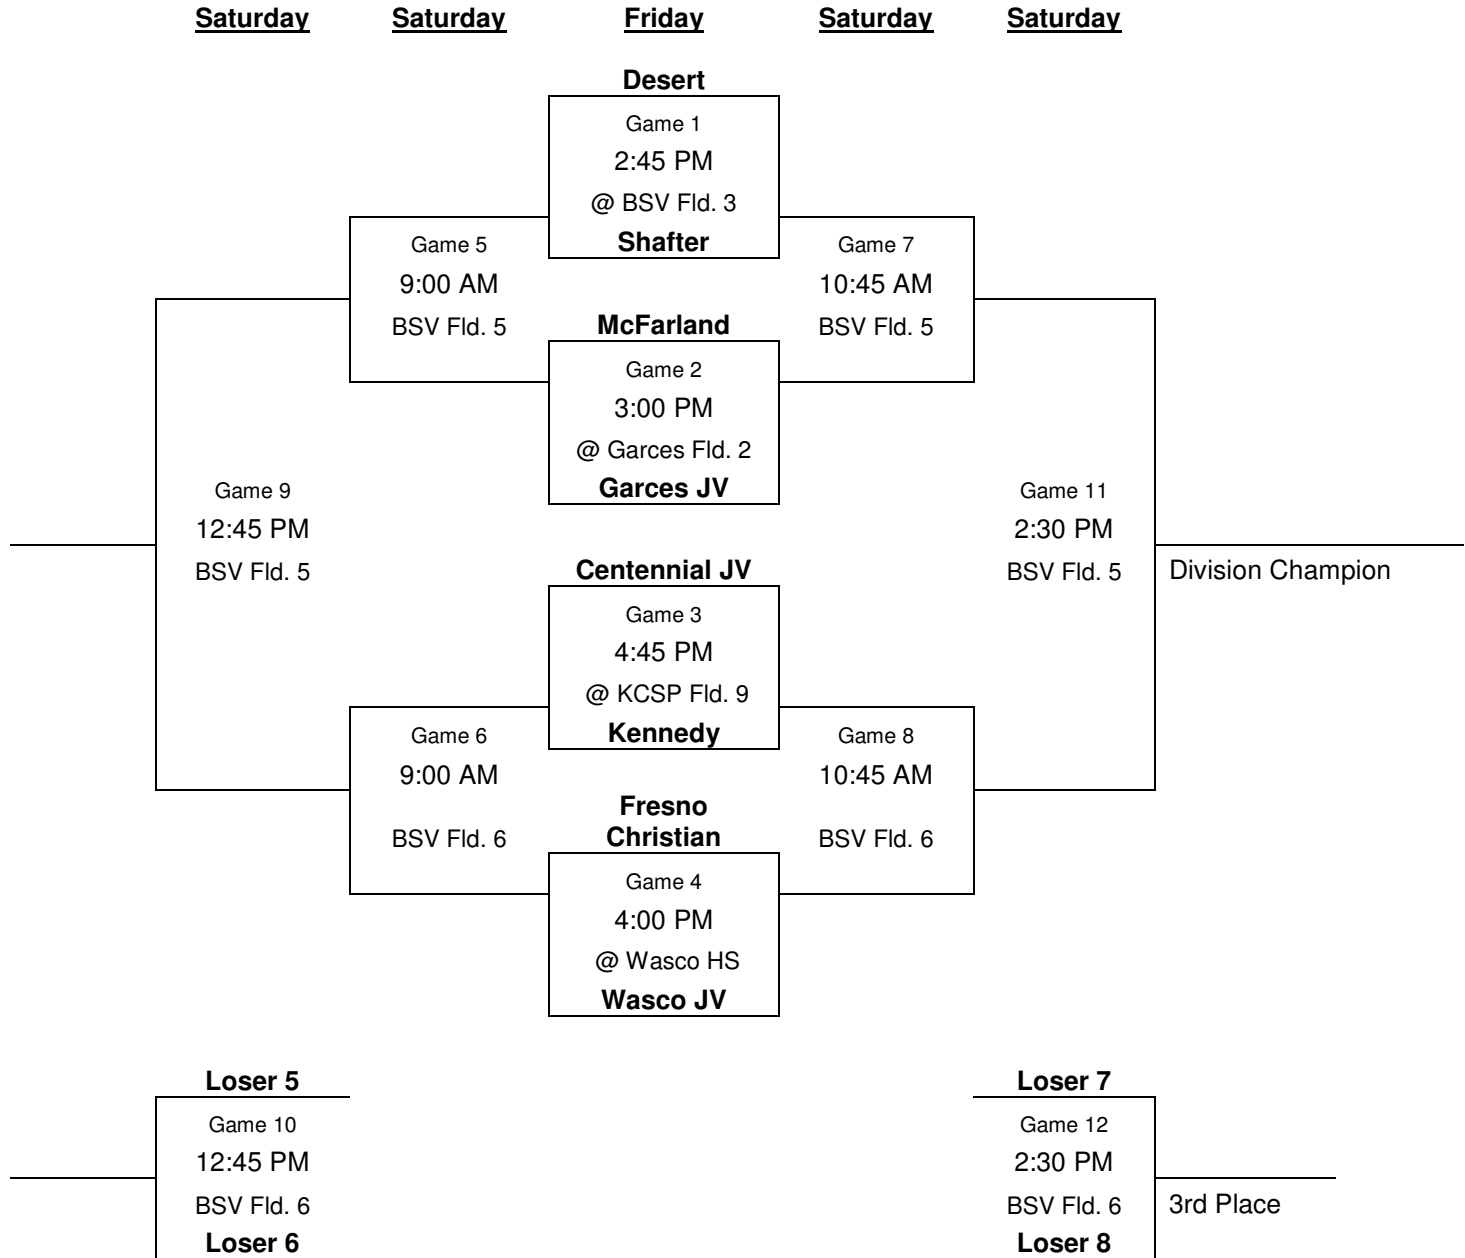 Saturday Saturday Friday Saturday Saturday
Desert
Game 1
2:45 PM
@ BSV Fld. 3
Shafter
Game 5
9:00 AM
BSV Fld. 5
Game 7
10:45 AM
BSV Fld. 5
McFarland
Game 2
3:00 PM
@ Garces Fld. 2
Garces JV
Game 9
12:45 PM
BSV Fld. 5
Game 11
2:30 PM
BSV Fld. 5
Division Champion
Centennial JV
Game 3
4:45 PM
@ KCSP Fld. 9
Kennedy
Game 6
9:00 AM
BSV Fld. 6
Game 8
10:45 AM
BSV Fld. 6
Fresno
Christian
Game 4
4:00 PM
@ Wasco HS
Wasco JV
Loser 5
Game 10
12:45 PM
BSV Fld. 6
Loser 6
Loser 7
Game 12
2:30 PM
BSV Fld. 6
Loser 8
3rd Place